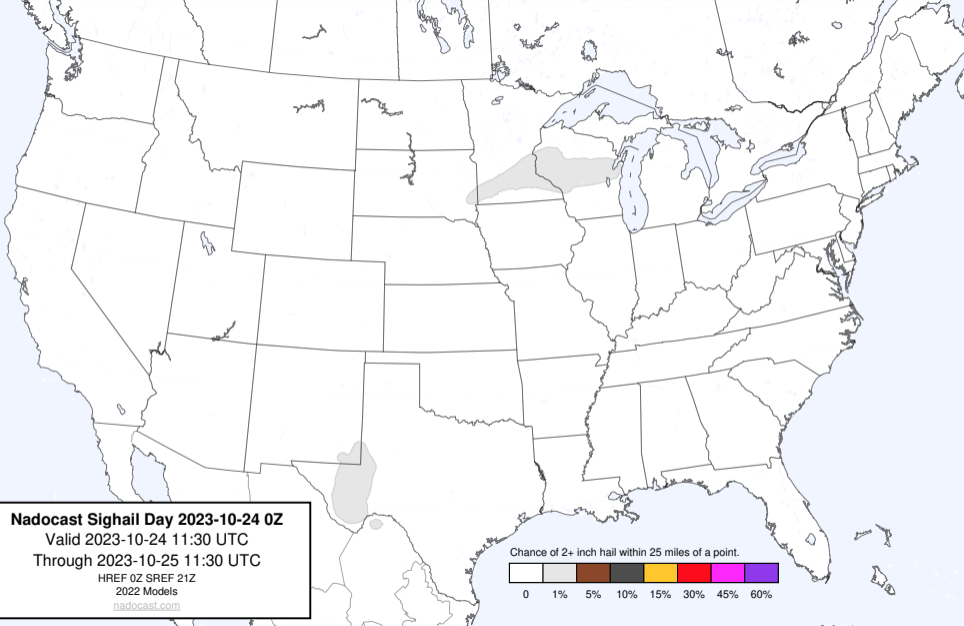 Nadocast Sighail Day 2023-10-24 0Z
Valid 2023-10-24 11:30 UTC
Through 2023-10-25 11:30 UTC
HREF 0Z SREF 21Z
2022 Models
nadocast.com
Chance of 2+ inch hail within 25 miles of a point.
0 1% 5% 10% 15% 30% 45% 60%